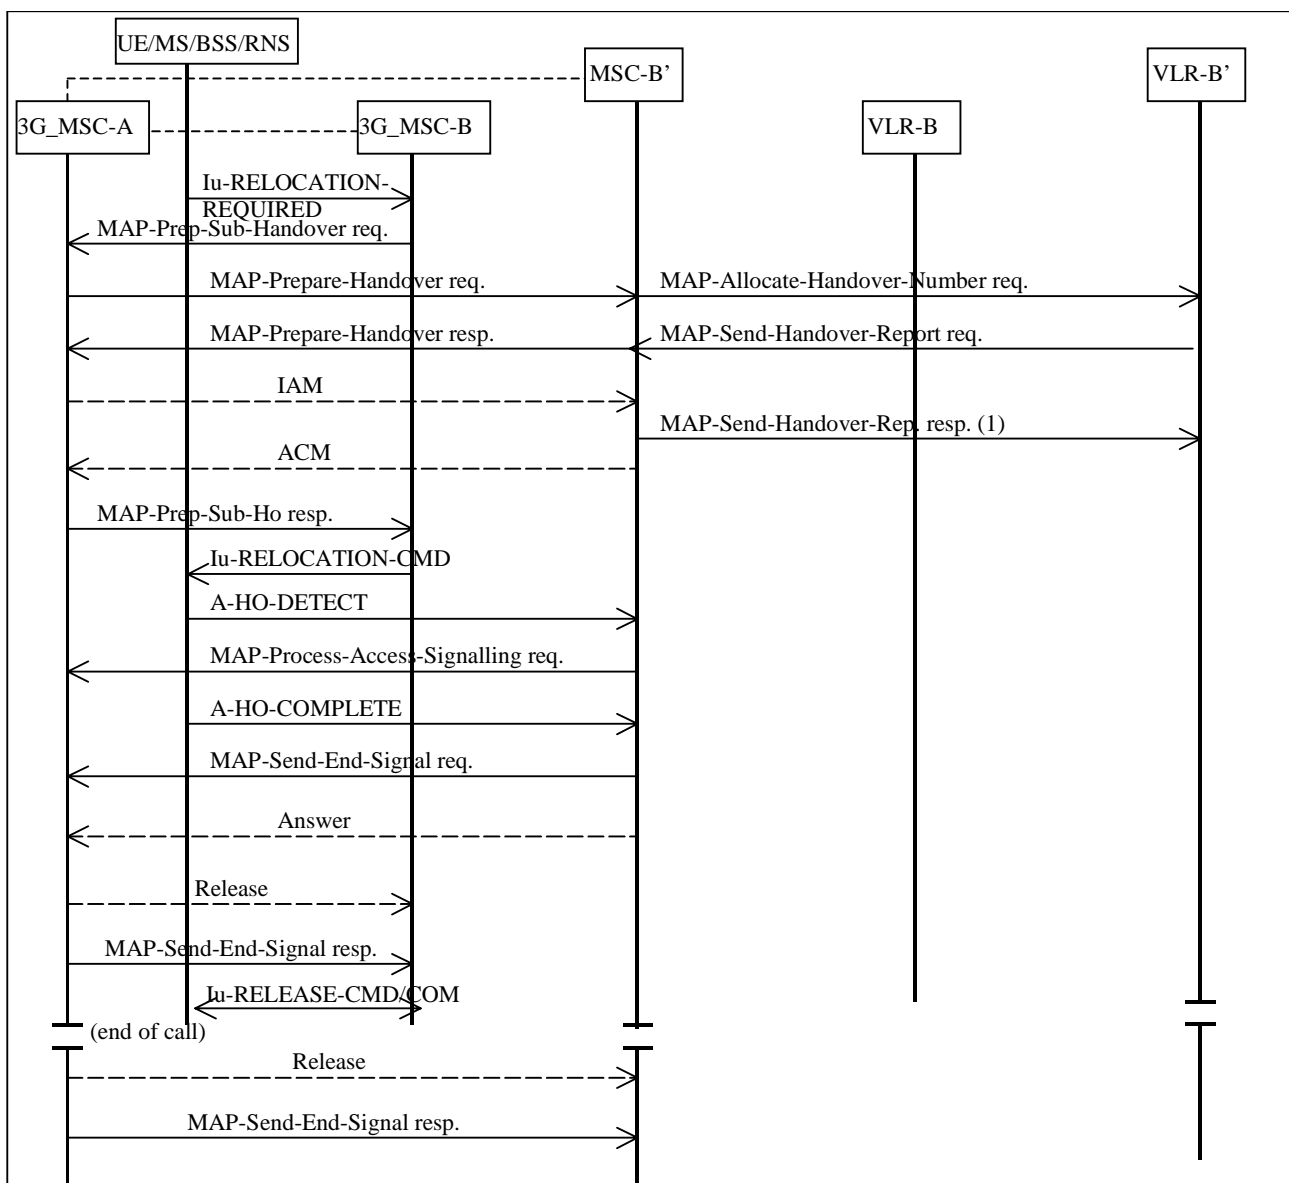 UE/MS/BSS/RNS
MSC-B’
VLR-B’
3G_MSC-A
3G_MSC-B
VLR-B
Iu-RELOCATION-
REQUIRED
MAP-Prep-Sub-Handover req.
MAP-Prepare-Handover req.
MAP-Allocate-Handover-Number req.
MAP-Prepare-Handover resp.
MAP-Send-Handover-Report req.
IAM
MAP-Send-Handover-Rep. resp. (1)
ACM
MAP-Prep-Sub-Ho resp.
Iu-RELOCATION-CMD
A-HO-DETECT
MAP-Process-Access-Signalling req.
A-HO-COMPLETE
MAP-Send-End-Signal req.
Answer
Release
MAP-Send-End-Signal resp.
Iu-RELEASE-CMD/COM
(end of call)
Release
MAP-Send-End-Signal resp.